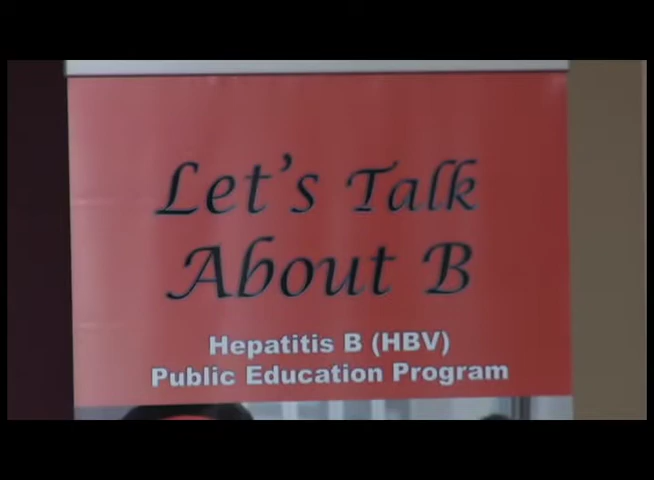 Let's Talk
About B
Hepatitis B (HBV)
Public Education Program